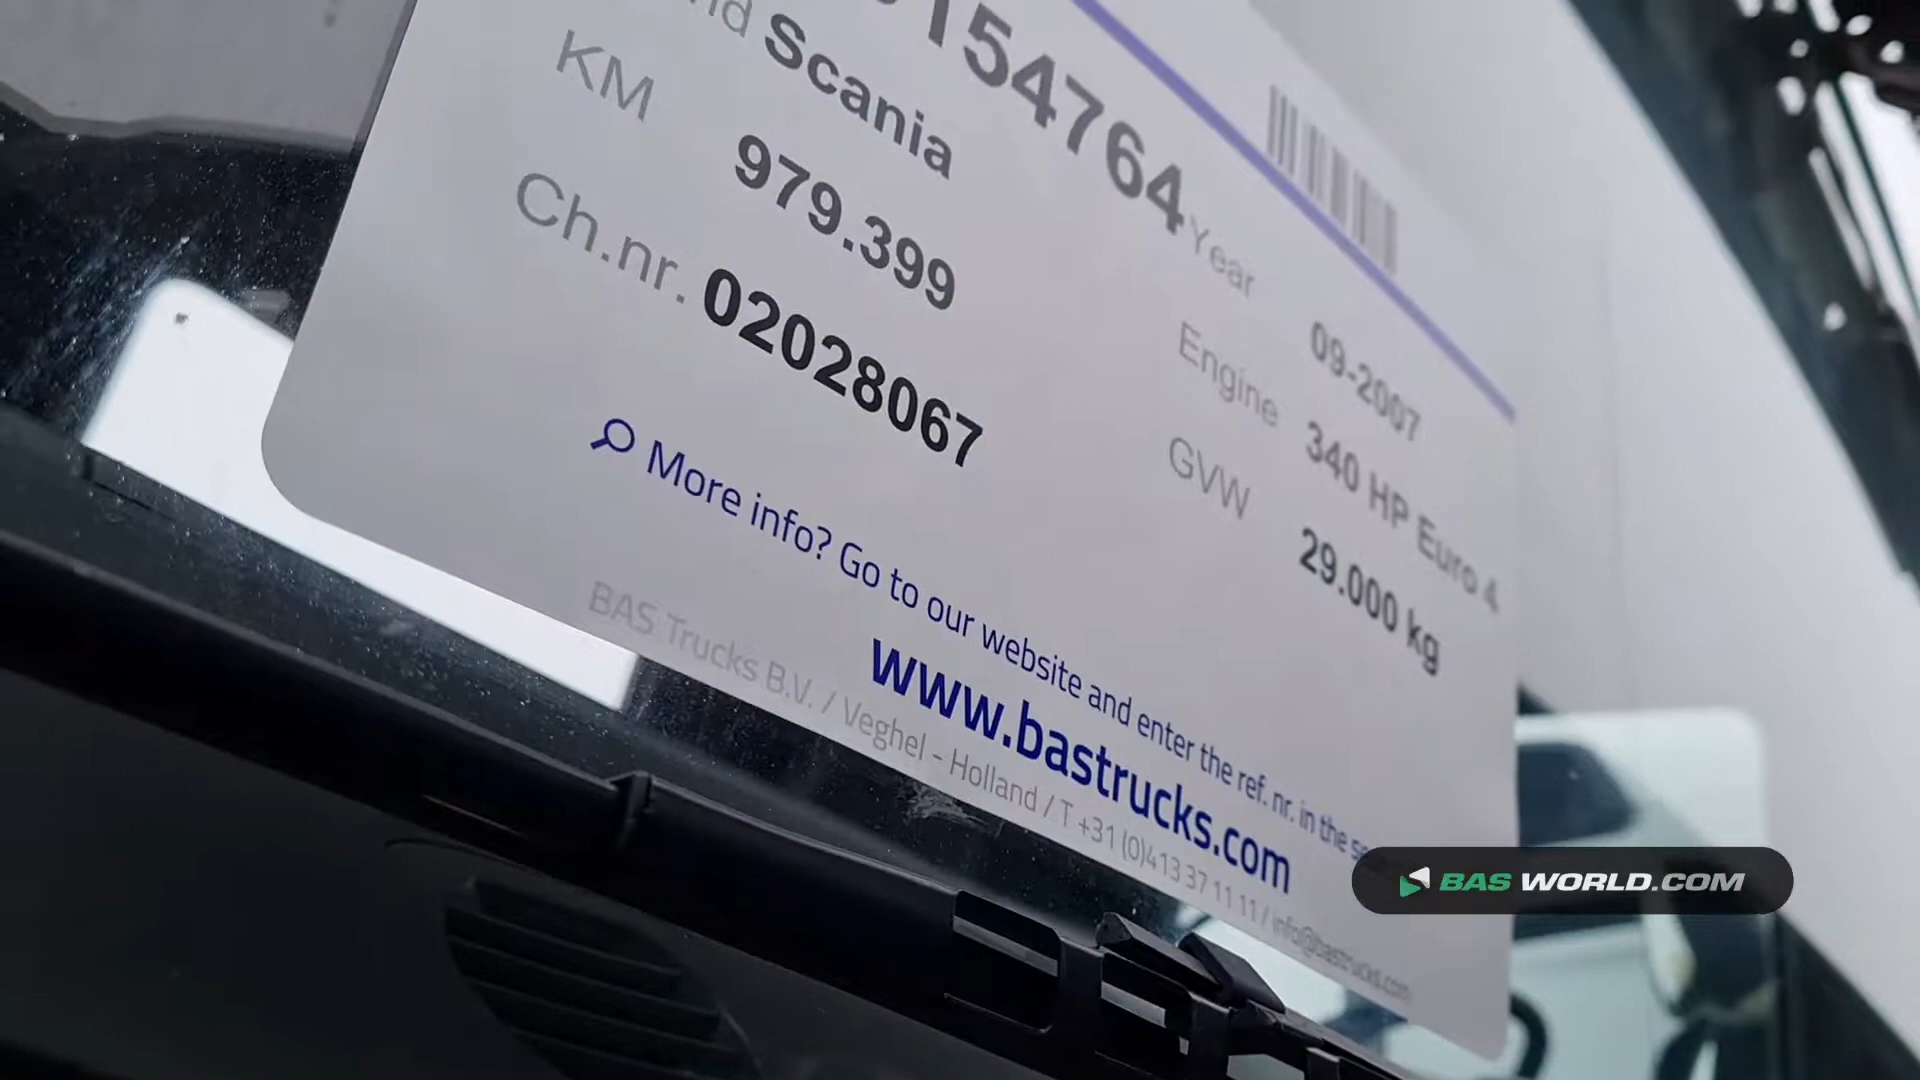 154764
Scania
KM 979.399
Ch.nr. 02028067
Year 09-2007
Engine 340 HP Euro 4
GVW 29.000 kg
More info? Go to our website and enter the ref. nr. in the
www.bastrucks.com
BAS Trucks B.V. / Veghel - Holland / T +31 (0)413 37 11 11 / info@bastrucks.com
BAS WORLD.COM